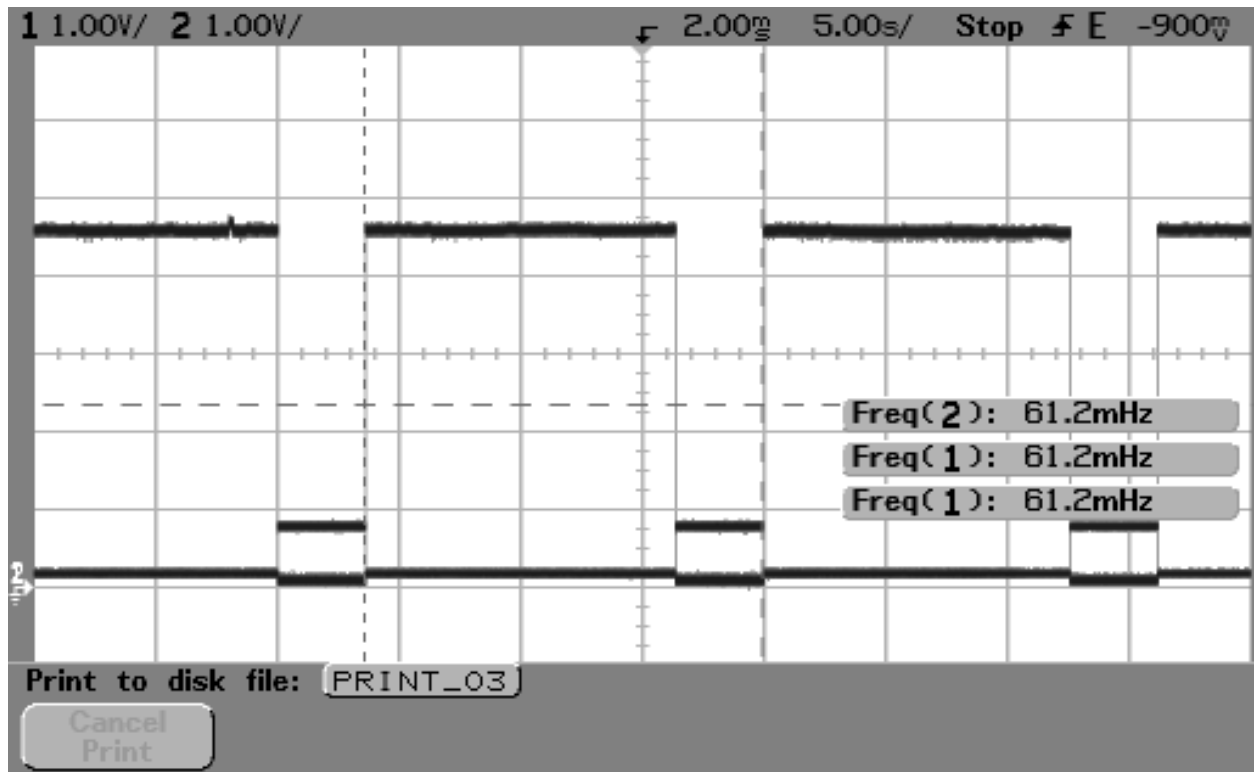 1 1.00V/ 2 1.00V/ 2.00ms 5.00s/ Stop E -900mV
Freq(2): 61.2mHz
Freq(1): 61.2mHz
Freq(1): 61.2mHz
Print to disk file: PRINT_03
Cancel
Print